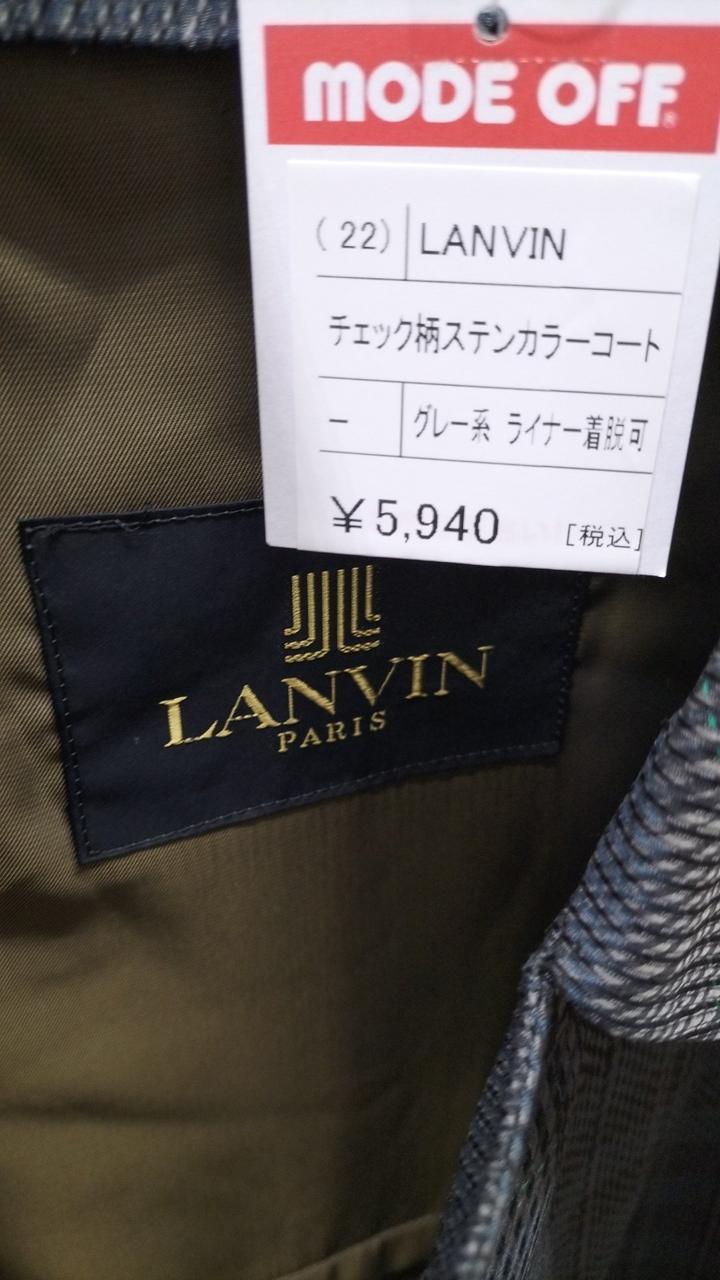 MODE OFF®
(22) LANVIN
チェック柄ステンカラーコート
ー グレー系 ライナー着脱可
￥5,940 [税込]
LANVIN
PARIS